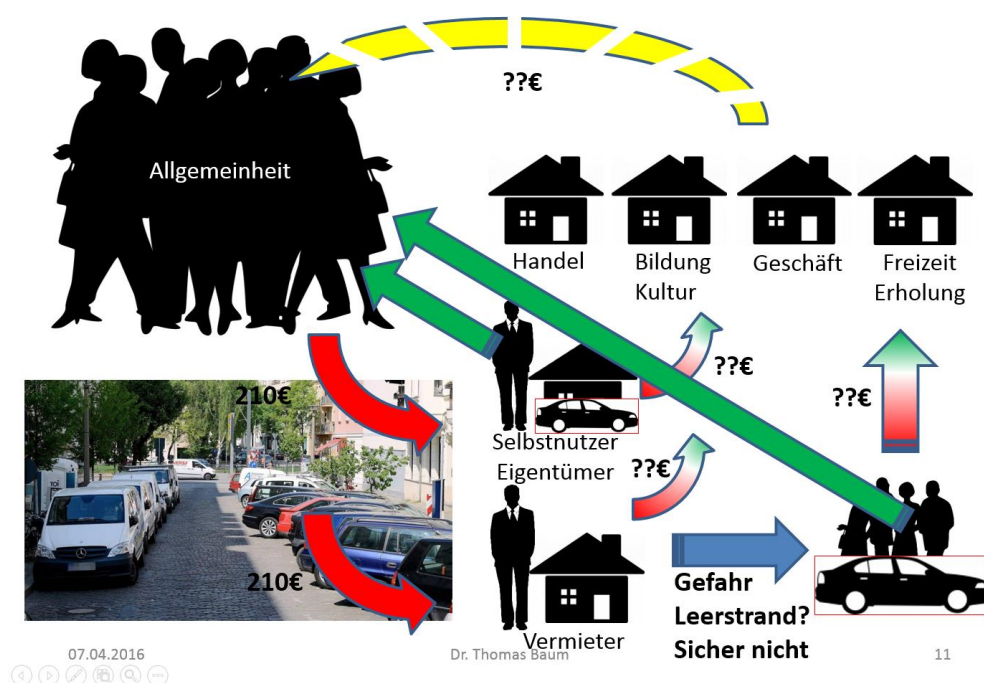 ??€
Allgemeinheit
Handel
Bildung
Kultur
Geschäft
Freizeit
Erholung
210€
??€
??€
Selbstnutzer
Eigentümer
??€
210€
Gefahr
Leerstrand?
Sicher nicht
Vermieter
07.04.2016
Dr. Thomas Baum
11